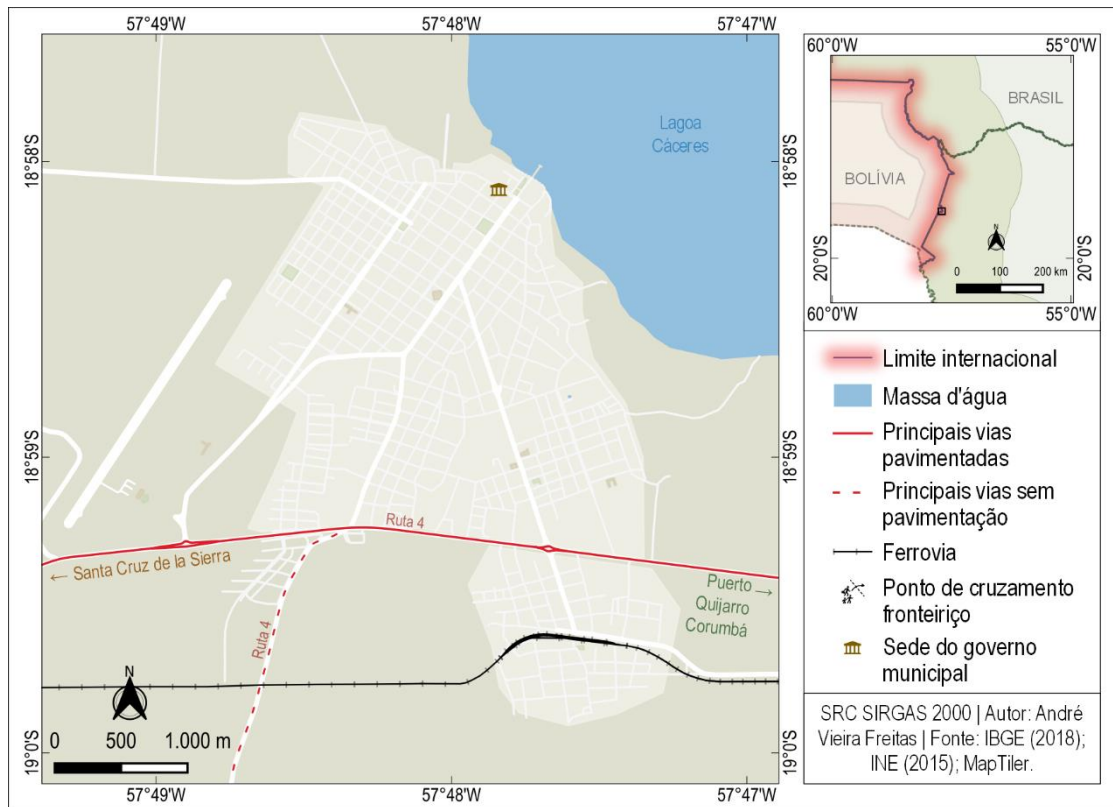 57°49'W
57°48'W
57°47'W
18°58'S
18°59'S
19°0'S
Lagoa
Cáceres
Ruta 4
← Santa Cruz de la Sierra
Puerto →
Quijarro
Corumbá
Ruta 4
N
0 500 1.000 m
57°49'W
57°48'W
57°47'W
18°58'S
18°59'S
19°0'S
60°0'W
55°0'W
BRASIL
BOLÍVIA
N
0 100 200 km
20°0'S
20°0'S
60°0'W
55°0'W
Limite internacional
Massa d'água
Principais vias
pavimentadas
Principais vias sem
pavimentação
Ferrovia
Ponto de cruzamento
fronteiriço
Sede do governo
municipal
SRC SIRGAS 2000 | Autor: André
Vieira Freitas | Fonte: IBGE (2018);
INE (2015); MapTiler.